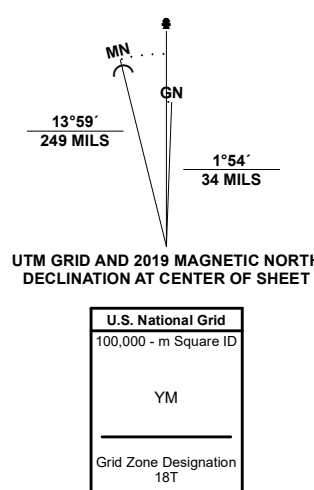 MN
GN
13°59´
249 MILS
1°54´
34 MILS
UTM GRID AND 2019 MAGNETIC NORTH
DECLINATION AT CENTER OF SHEET
U.S. National Grid
100,000 - m Square ID
YM
Grid Zone Designation
18T